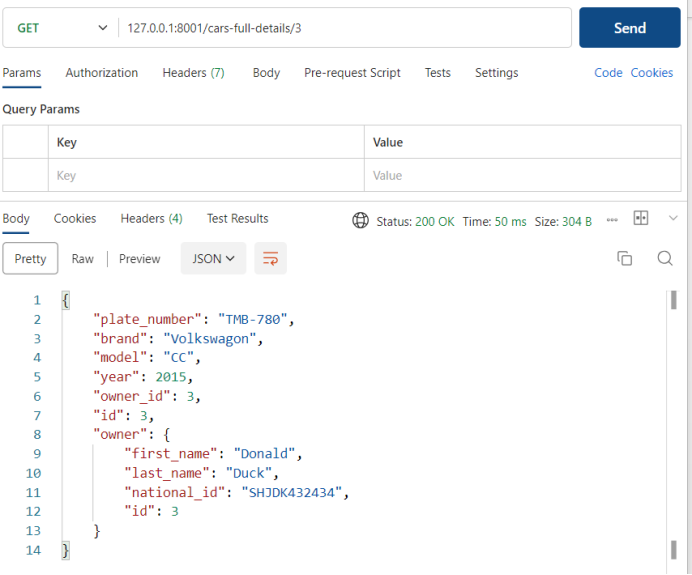 GET 127.0.0.1:8001/cars-full-details/3 Send
Params Authorization Headers (7) Body Pre-request Script Tests Settings Code Cookies
Query Params
Key Value
Key Value
Body Cookies Headers (4) Test Results Status: 200 OK Time: 50 ms Size: 304 B
Pretty Raw Preview JSON
1 {
2 "plate_number": "TMB-780",
3 "brand": "Volkswagon",
4 "model": "CC",
5 "year": 2015,
6 "owner_id": 3,
7 "id": 3,
8 "owner": {
9 "first_name": "Donald",
10 "last_name": "Duck",
11 "national_id": "SHJDK432434",
12 "id": 3
13 }
14 }